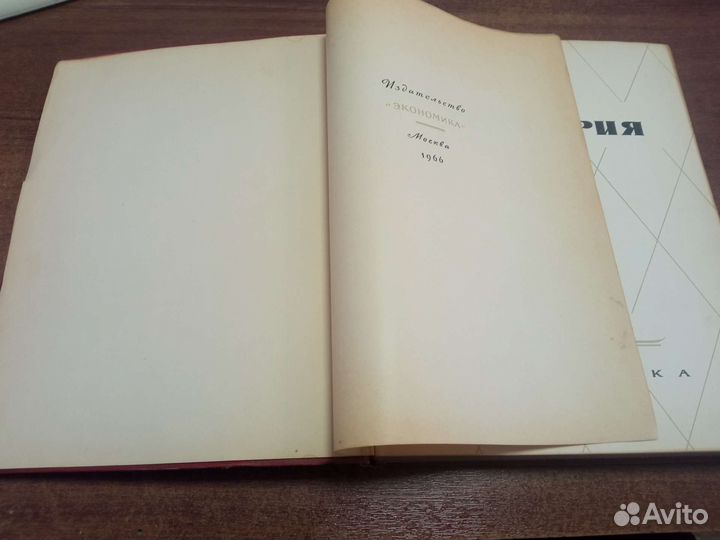 Издательство
"ЭКОНОМИКА"
Москва
1966
РИЯ
КА
Avito